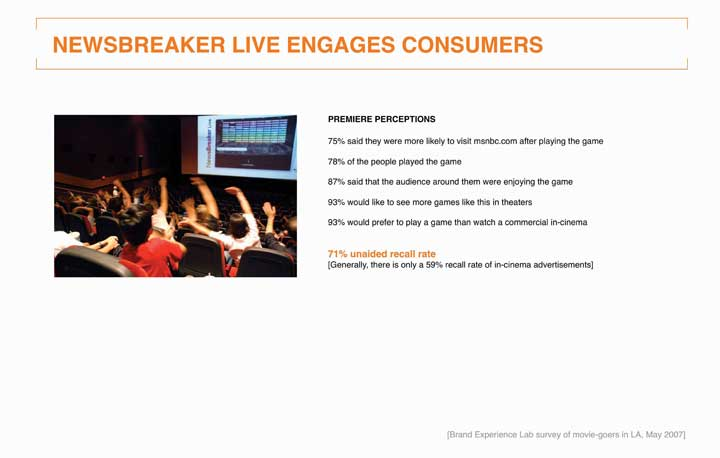 NEWSBREAKER LIVE ENGAGES CONSUMERS
PREMIERE PERCEPTIONS
75% said they were more likely to visit msnbc.com after playing the game
78% of the people played the game
87% said that the audience around them were enjoying the game
93% would like to see more games like this in theaters
93% would prefer to play a game than watch a commercial in-cinema
71% unaided recall rate
[Generally, there is only a 59% recall rate of in-cinema advertisements]
NewsBreaker Live
[Brand Experience Lab survey of movie-goers in LA, May 2007]